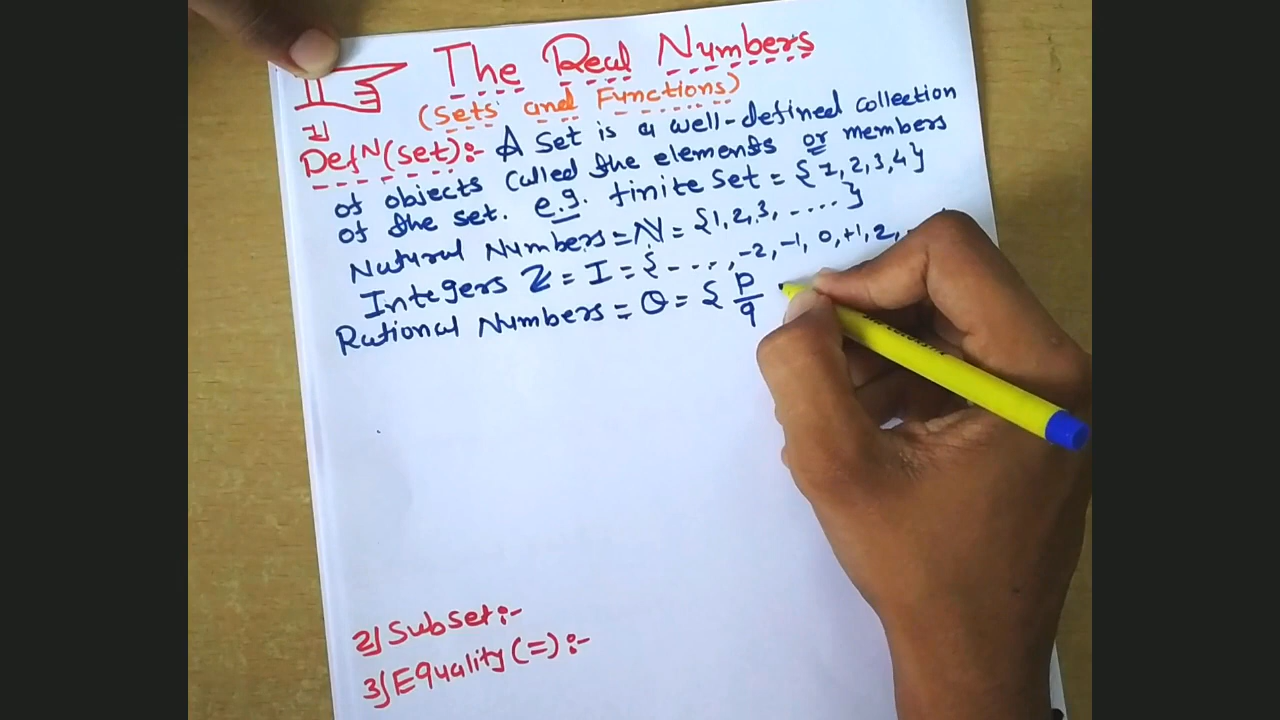 The Real Numbers
(Sets and Functions)
1)
Defᴺ(set):- A set is a well-defined collection
of objects called the elements or members
of the set. e.g. finite set = {1,2,3,4}
Natural Numbers = N = {1,2,3, .....}
Integers Z = I = {- - - -, -2, -1, 0, +1, 2,
Rational Numbers = Q = { p/q
2) Subset:-
3) Equality (=):-